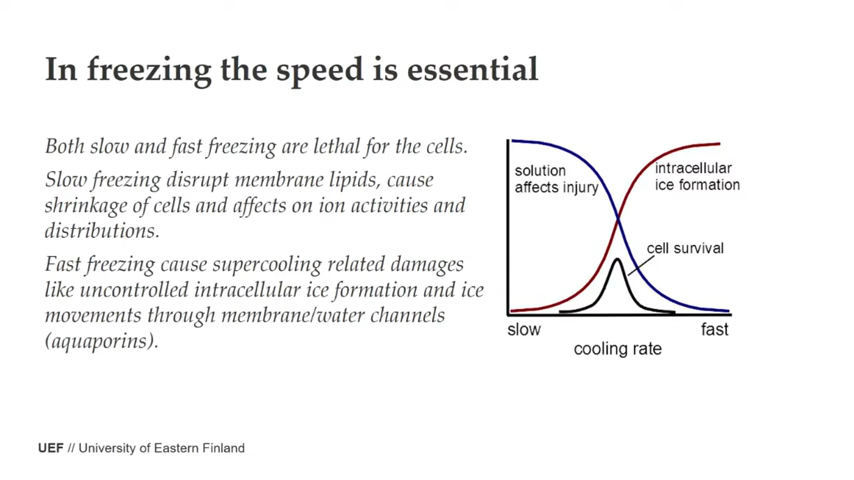 In freezing the speed is essential
Both slow and fast freezing are lethal for the cells.
Slow freezing disrupt membrane lipids, cause
shrinkage of cells and affects on ion activities and
distributions.
Fast freezing cause supercooling related damages
like uncontrolled intracellular ice formation and ice
movements through membrane/water channels
(aquaporins).
solution
affects injury
intracellular
ice formation
cell survival
slow
fast
cooling rate
UEF // University of Eastern Finland